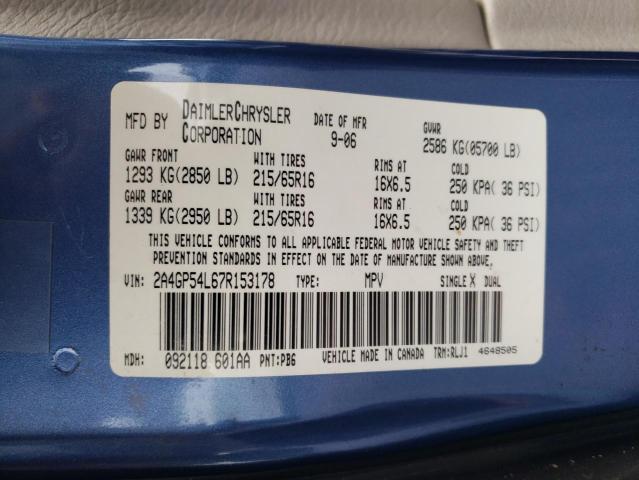 MFD BY DAIMLERCHRYSLER CORPORATION DATE OF MFR 9-06 GVWR 2586 KG(05700 LB)
GAWR FRONT WITH TIRES RIMS AT COLD
1293 KG(2850 LB) 215/65R16 16X6.5 250 KPA( 36 PSI)
GAWR REAR WITH TIRES RIMS AT COLD
1339 KG(2950 LB) 215/65R16 16X6.5 250 KPA( 36 PSI)
THIS VEHICLE CONFORMS TO ALL APPLICABLE FEDERAL MOTOR VEHICLE SAFETY AND THEFT
PREVENTION STANDARDS IN EFFECT ON THE DATE OF MANUFACTURE SHOWN ABOVE.
VIN: 2A4GP54L67R153178 TYPE: MPV SINGLE X DUAL
MDH: 092118 601AA PNT:PB6 VEHICLE MADE IN CANADA TRM:RLJ1 4648505